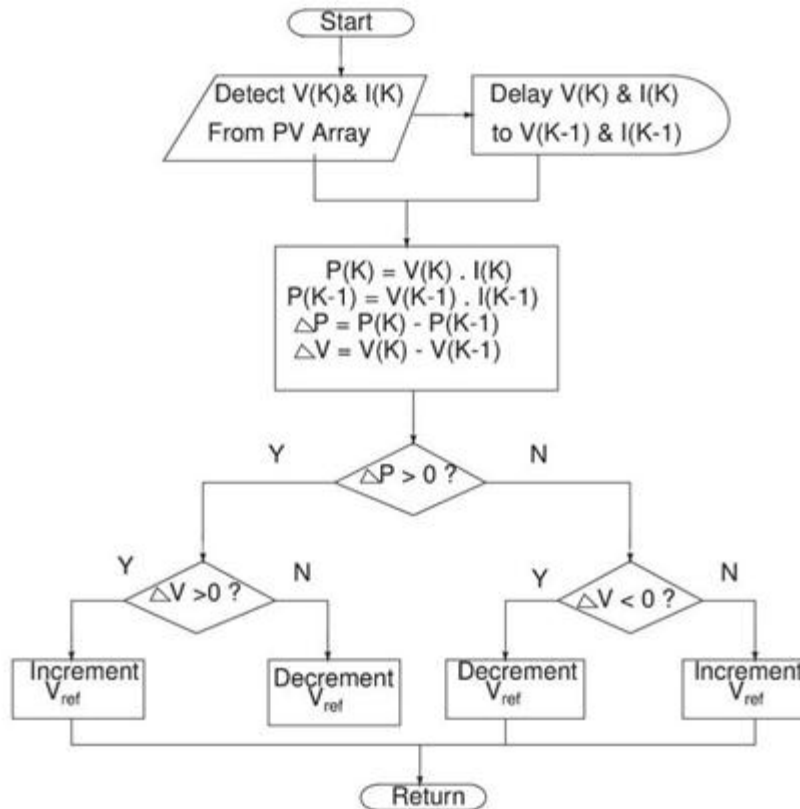 Start
Detect V(K)& I(K)
From PV Array
Delay V(K) & I(K)
to V(K-1) & I(K-1)
P(K) = V(K) . I(K)
P(K-1) = V(K-1) . I(K-1)
△P = P(K) - P(K-1)
△V = V(K) - V(K-1)
Y
N
△P > 0 ?
Y
N
△V >0 ?
Y
N
△V < 0 ?
Increment
Vref
Decrement
Vref
Decrement
Vref
Increment
Vref
Return